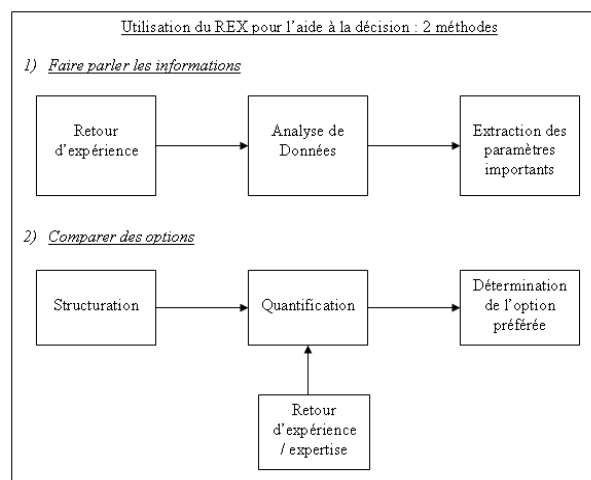 Utilisation du REX pour l'aide à la décision : 2 méthodes
1) Faire parler les informations
Retour
d'expérience
Analyse de
Données
Extraction des
paramètres
importants
2) Comparer des options
Structuration
Quantification
Détermination
de l'option
préférée
Retour
d'expérience
/ expertise